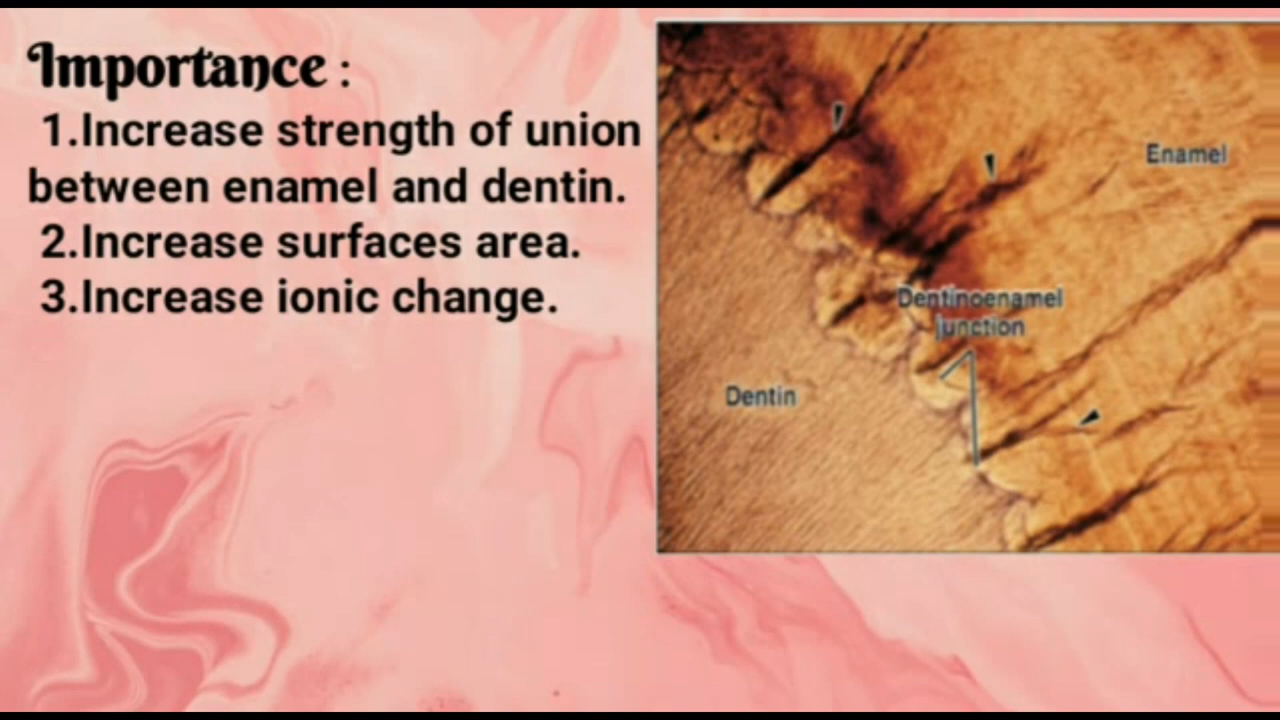 Importance :
1.Increase strength of union
between enamel and dentin.
2.Increase surfaces area.
3.Increase ionic change.
Enamel
Dentinoenamel
junction
Dentin